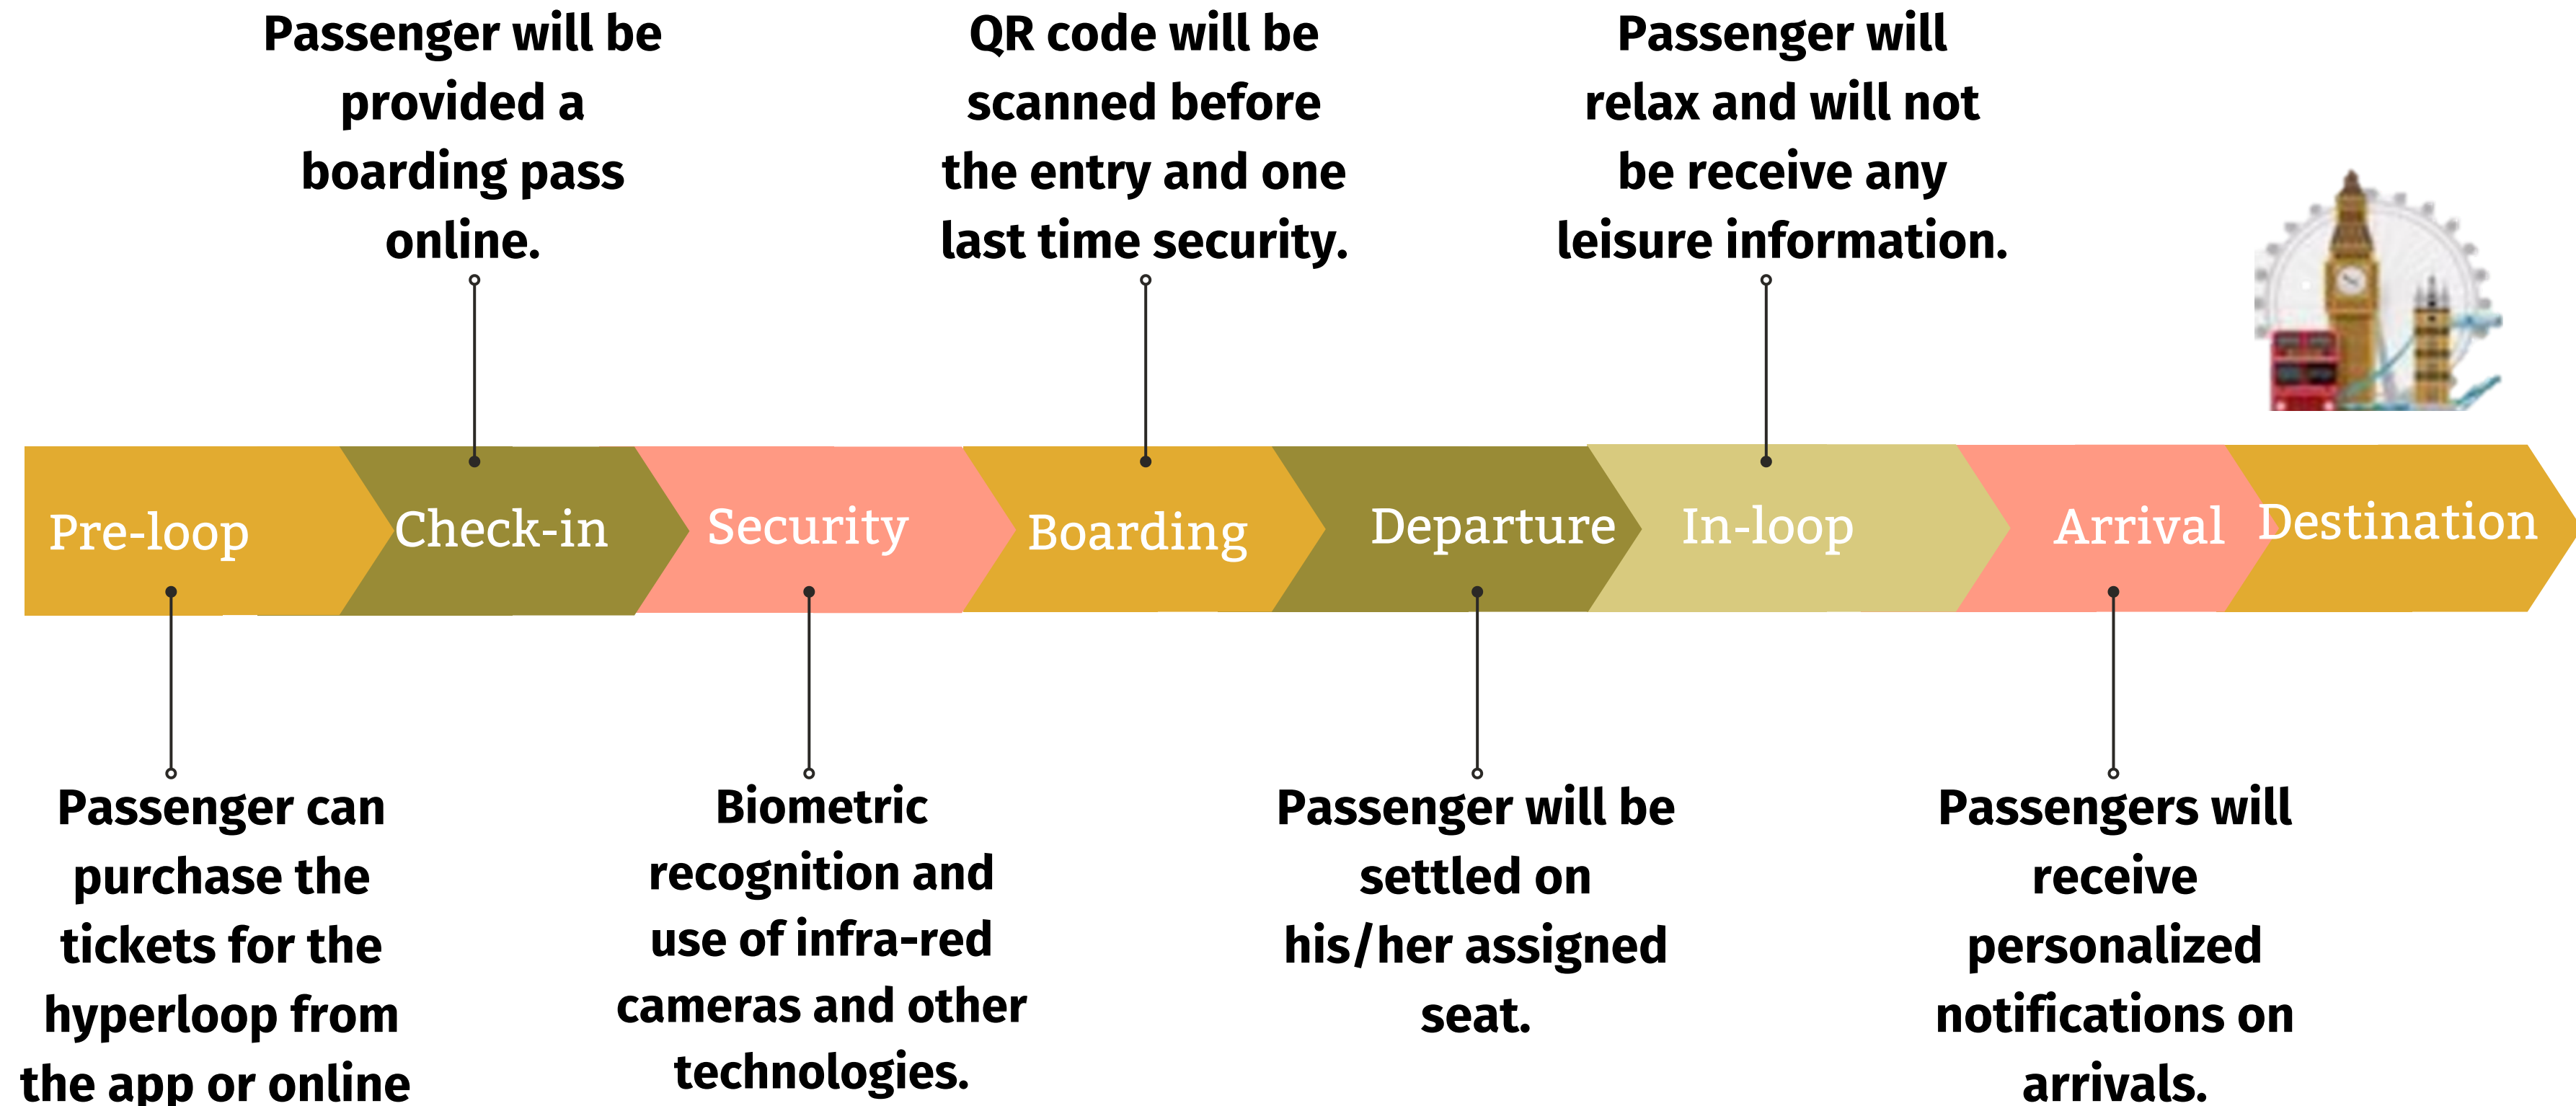 Passenger will be
provided a
boarding pass
online.
QR code will be
scanned before
the entry and one
last time security.
Passenger will
relax and will not
be receive any
leisure information.
Pre-loop
Check-in
Security
Boarding
Departure
In-loop
Arrival
Destination
Passenger can
purchase the
tickets for the
hyperloop from
the app or online
Biometric
recognition and
use of infra-red
cameras and other
technologies.
Passenger will be
settled on
his/her assigned
seat.
Passengers will
receive
personalized
notifications on
arrivals.